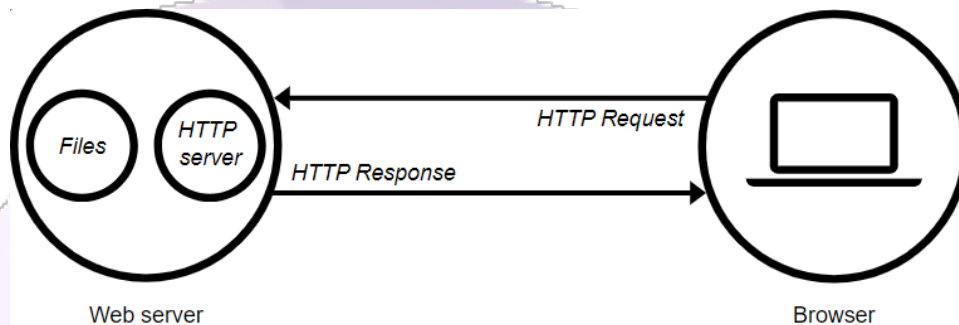 HTTP Request
Files
HTTP
server
HTTP Response
Web server
Browser